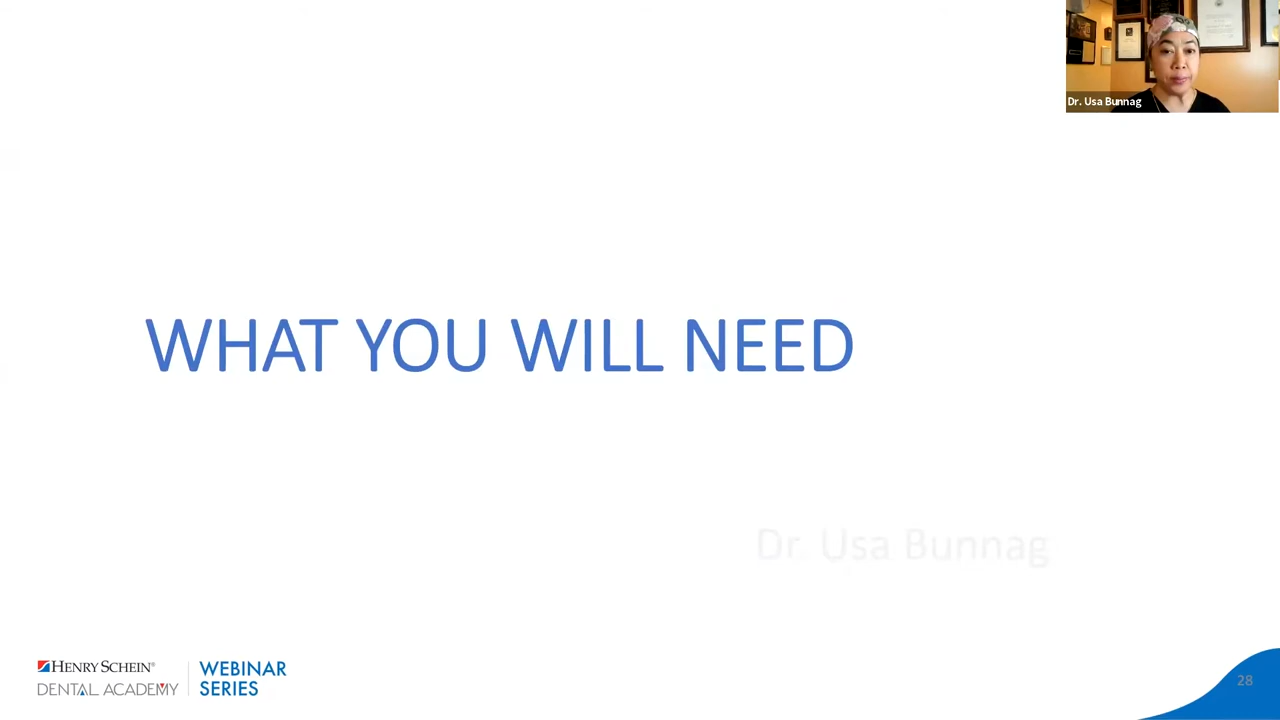 Dr. Usa Bunnag
WHAT YOU WILL NEED
Dr. Usa Bunnag
HENRY SCHEIN®
DENTAL ACADEMY
WEBINAR
SERIES
28